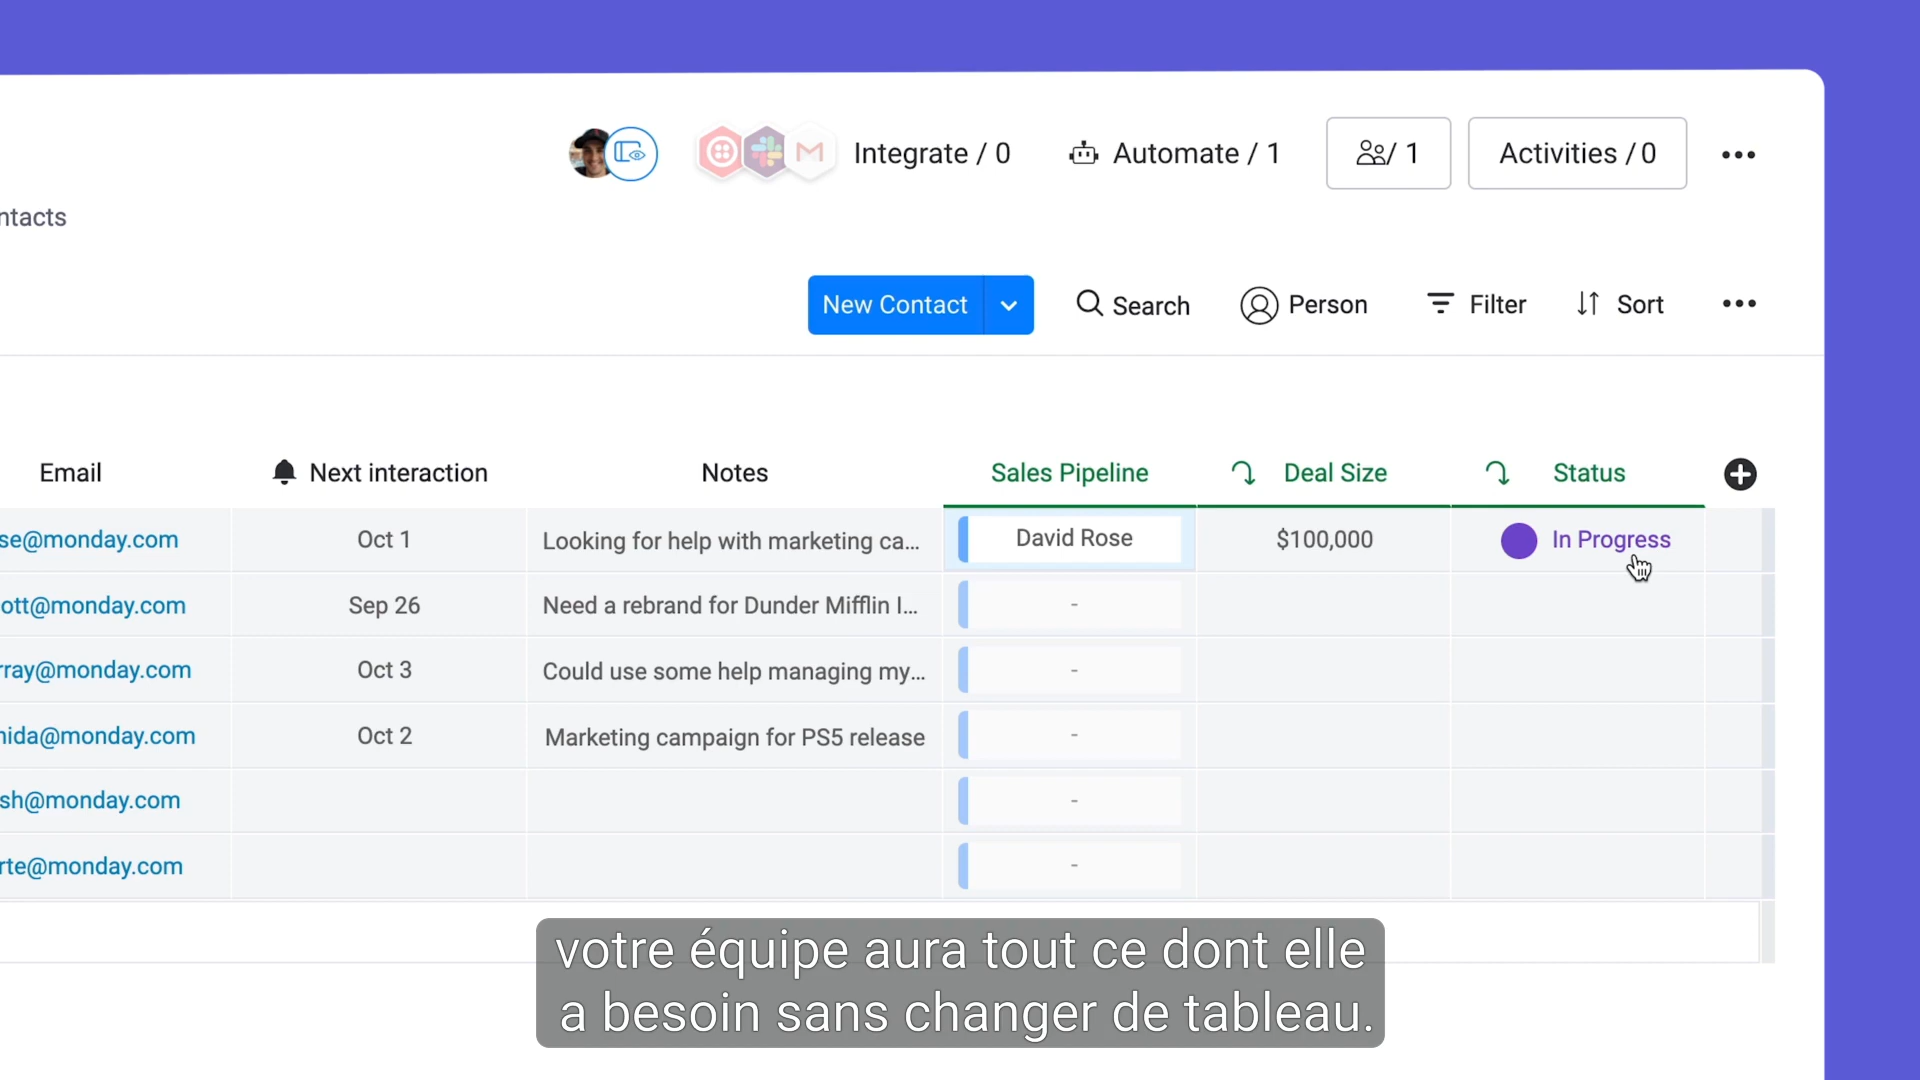 Integrate / 0
Automate / 1
/ 1
Activities / 0
ntacts
New Contact
Search
Person
Filter
Sort
Email
Next interaction
Notes
Sales Pipeline
Deal Size
Status
se@monday.com
Oct 1
Looking for help with marketing ca...
David Rose
$100,000
In Progress
ott@monday.com
Sep 26
Need a rebrand for Dunder Mifflin I...
-
rray@monday.com
Oct 3
Could use some help managing my...
-
hida@monday.com
Oct 2
Marketing campaign for PS5 release
-
sh@monday.com
-
rte@monday.com
-
votre équipe aura tout ce dont elle
a besoin sans changer de tableau.